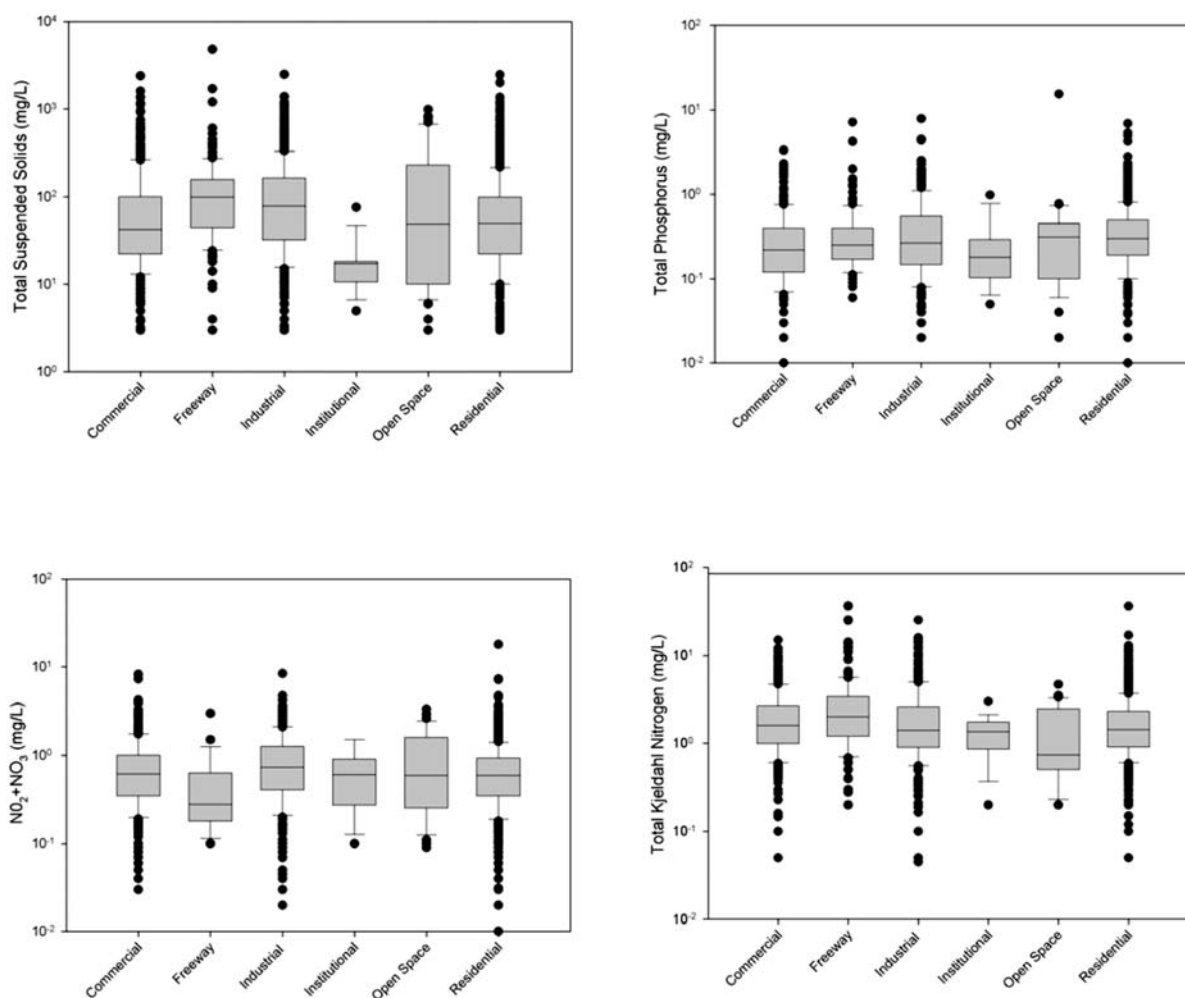 Total Suspended Solids (mg/L)
10⁴
10³
10²
10¹
10⁰
Commercial
Freeway
Industrial
Institutional
Open Space
Residential
Total Phosphorus (mg/L)
10²
10¹
10⁰
10⁻¹
10⁻²
Commercial
Freeway
Industrial
Institutional
Open Space
Residential
N0₂+NO₃ (mg/L)
10²
10¹
10⁰
10⁻¹
10⁻²
Commercial
Freeway
Industrial
Institutional
Open Space
Residential
Total Kjeldahl Nitrogen (mg/L)
10²
10¹
10⁰
10⁻¹
10⁻²
Commercial
Freeway
Industrial
Institutional
Open Space
Residential